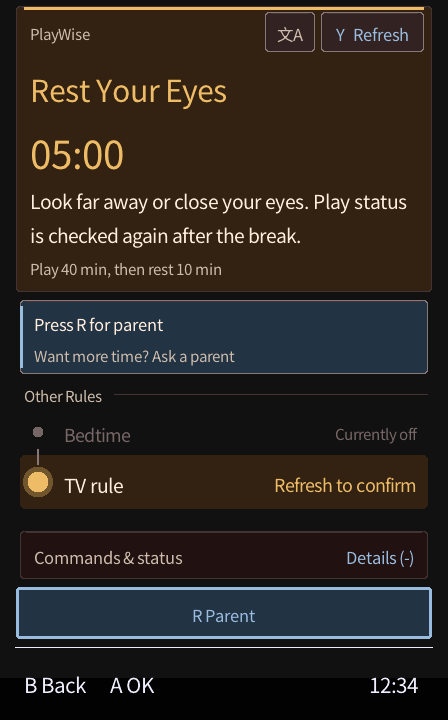 PlayWise
文A
Y Refresh
Rest Your Eyes
05:00
Look far away or close your eyes. Play status
is checked again after the break.
Play 40 min, then rest 10 min
Press R for parent
Want more time? Ask a parent
Other Rules
Bedtime
Currently off
TV rule
Refresh to confirm
Commands & status
Details (-)
R Parent
B Back
A OK
12:34